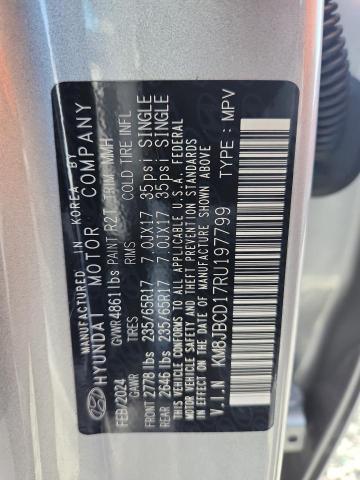 MANUFACTURED IN KOREA BY
HYUNDAI MOTOR COMPANY
FEB/2024 GVWR 4861 lbs PAINT R2T TRIM MMH
GAWR TIRES RIMS COLD TIRE INFL
FRONT 2778 lbs 235/65R17 7.0JX17 35psi SINGLE
REAR 2646 lbs 235/65R17 7.0JX17 35psi SINGLE
THIS VEHICLE CONFORMS TO ALL APPLICABLE U.S.A. FEDERAL
MOTOR VEHICLE SAFETY AND THEFT PREVENTION STANDARDS
IN EFFECT ON THE DATE OF MANUFACTURE SHOWN ABOVE.
V.I.N : KM8JBCD17RU197799 TYPE : MPV